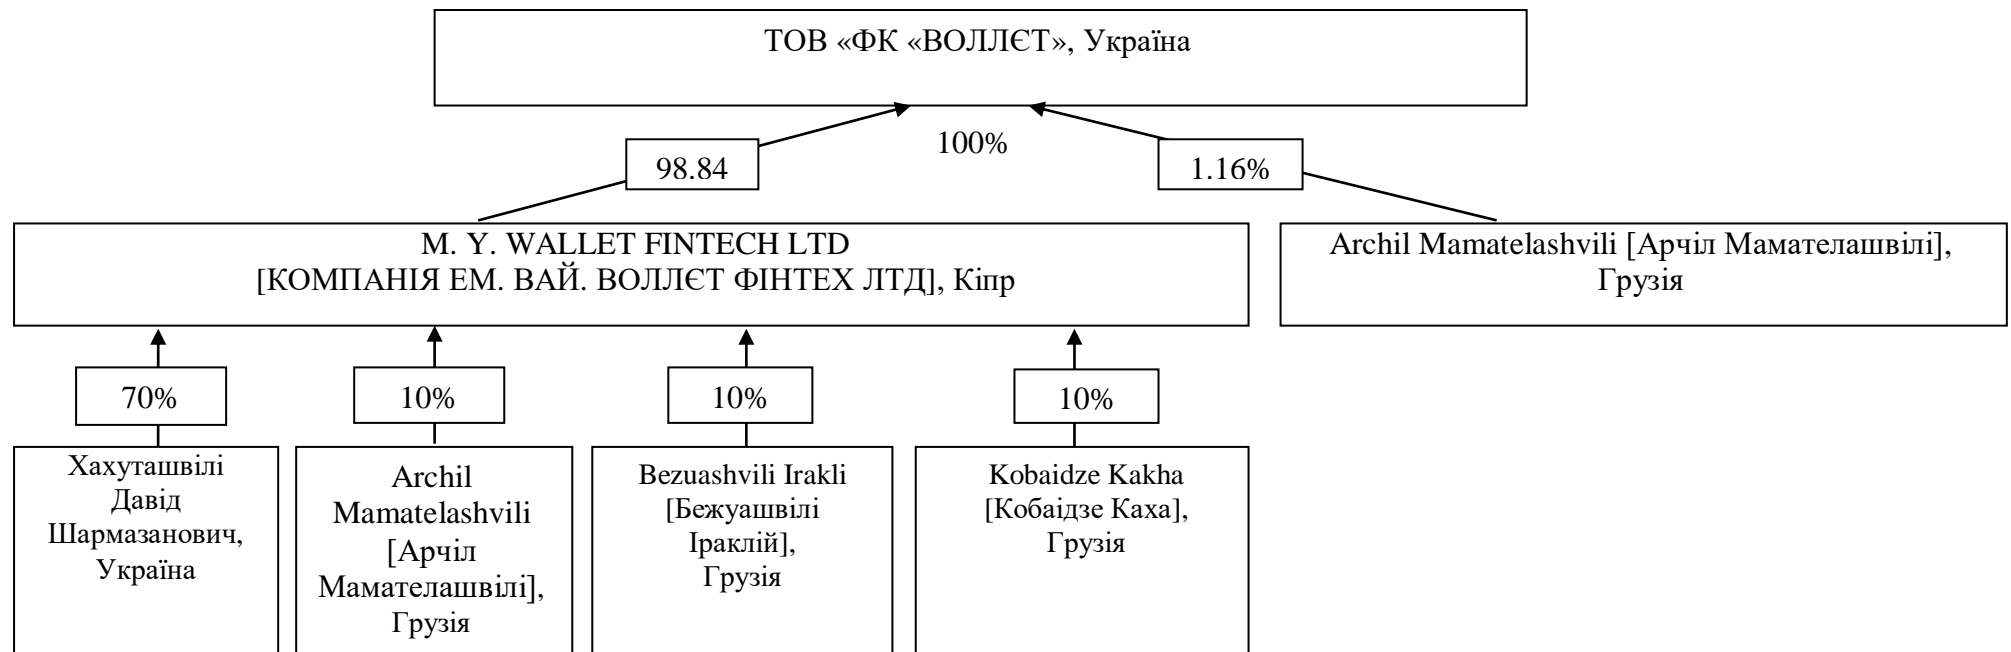 ТОВ «ФК «ВОЛЛЄТ», Україна
100%
98.84
1.16%
M. Y. WALLET FINTECH LTD
[КОМПАНІЯ ЕМ. ВАЙ. ВОЛЛЄТ ФІНТЕХ ЛТД], Кіпр
Archil Mamatelashvili [Арчіл Мамателашвілі],
Грузія
70%
10%
10%
10%
Хахуташвілі
Давід
Шармазанович,
Україна
Archil
Mamatelashvili
[Арчіл
Мамателашвілі],
Грузія
Bezuashvili Irakli
[Бежуашвілі
Іраклій],
Грузія
Kobaidze Kakha
[Кобаідзе Каха],
Грузія